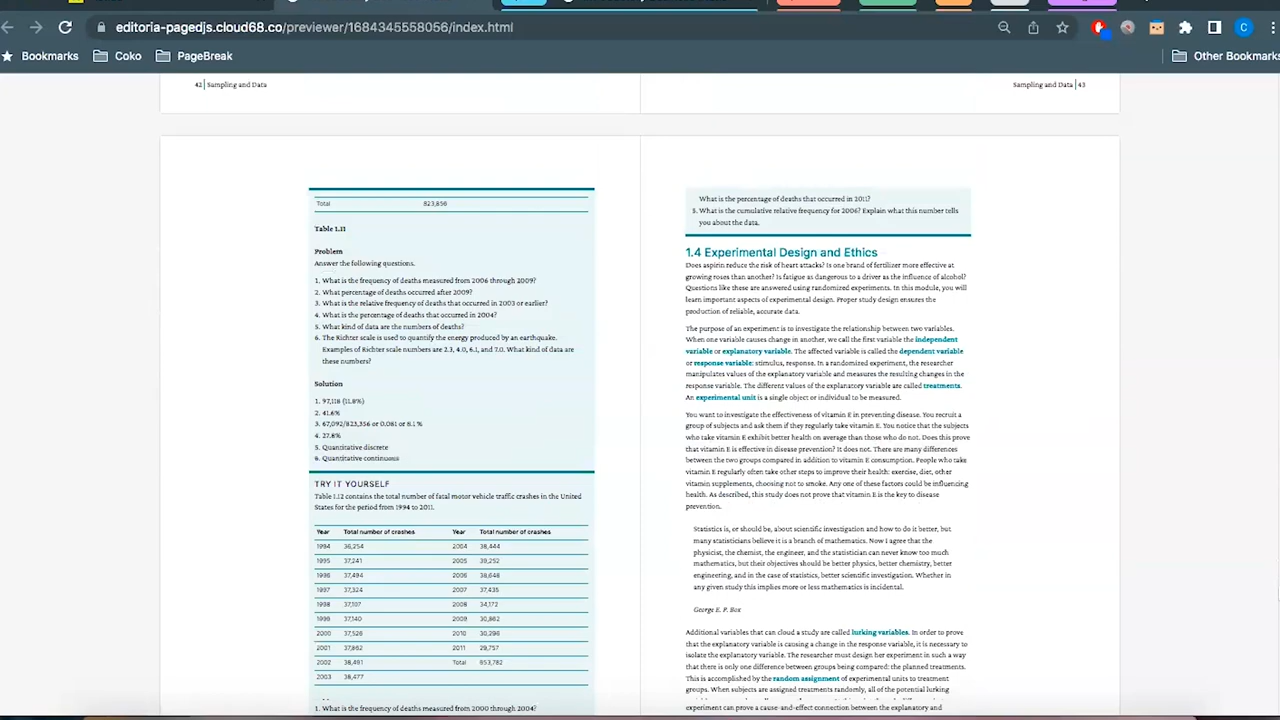 editoria-pagedjs.cloud68.co/previewer/1684348558056/index.html
C
Bookmarks
Coko
PageBreak
Other Bookmarks
42 | Sampling and Data
Sampling and Data | 43
Total 823,856
Table 1.11
Problem
Answer the following questions.
1. What is the frequency of deaths measured from 2006 through 2009?
2. What percentage of deaths occurred after 2009?
3. What is the relative frequency of deaths that occurred in 2003 or earlier?
4. What is the percentage of deaths that occurred in 2004?
5. What kind of data are the numbers of deaths?
6. The Richter scale is used to quantify the energy produced by an earthquake.
Examples of Richter scale numbers are 2.3, 4.0, 6.1, and 7.0. What kind of data are
these numbers?
Solution
1. 97,118 (11.8%)
2. 41.6%
3. 67,092/823,356 or 0.081 or 8.1 %
4. 27.8%
5. Quantitative discrete
6. Quantitative continuous
TRY IT YOURSELF
Table 1.12 contains the total number of fatal motor vehicle traffic crashes in the United
States for the period from 1994 to 2011.
Year Total number of crashes Year Total number of crashes
1994 36,254 2004 38,444
1995 37,241 2005 39,252
1996 37,494 2006 38,648
1997 37,324 2007 37,435
1998 37,107 2008 34,172
1999 37,140 2009 30,862
2000 37,526 2010 30,296
2001 37,862 2011 29,757
2002 38,491 Total 653,782
2003 38,477
1. What is the frequency of deaths measured from 2000 through 2004?
What is the percentage of deaths that occurred in 2011?
5. What is the cumulative relative frequency for 2006? Explain what this number tells
you about the data.
1.4 Experimental Design and Ethics
Does aspirin reduce the risk of heart attacks? Is one brand of fertilizer more effective at
growing roses than another? Is fatigue as dangerous to a driver as the influence of alcohol?
Questions like these are answered using randomized experiments. In this module, you will
learn important aspects of experimental design. Proper study design ensures the
production of reliable, accurate data.
The purpose of an experiment is to investigate the relationship between two variables.
When one variable causes change in another, we call the first variable the independent
variable or explanatory variable. The affected variable is called the dependent variable
or response variable: stimulus, response. In a randomized experiment, the researcher
manipulates values of the explanatory variable and measures the resulting changes in the
response variable. The different values of the explanatory variable are called treatments.
An experimental unit is a single object or individual to be measured.
You want to investigate the effectiveness of vitamin E in preventing disease. You recruit a
group of subjects and ask them if they regularly take vitamin E. You notice that the subjects
who take vitamin E exhibit better health on average than those who do not. Does this prove
that vitamin E is effective in disease prevention? It does not. There are many differences
between the two groups compared in addition to vitamin E consumption. People who take
vitamin E regularly often take other steps to improve their health: exercise, diet, other
vitamin supplements, choosing not to smoke. Any one of these factors could be influencing
health. As described, this study does not prove that vitamin E is the key to disease
prevention.
Statistics is, or should be, about scientific investigation and how to do it better, but
many statisticians believe it is a branch of mathematics. Now I agree that the
physicist, the chemist, the engineer, and the statistician can never know too much
mathematics, but their objectives should be better physics, better chemistry, better
engineering, and in the case of statistics, better scientific investigation. Whether in
any given study this implies more or less mathematics is incidental.
George E. P. Box
Additional variables that can cloud a study are called lurking variables. In order to prove
that the explanatory variable is causing a change in the response variable, it is necessary to
isolate the explanatory variable. The researcher must design her experiment in such a way
that there is only one difference between groups being compared: the planned treatments.
This is accomplished by the random assignment of experimental units to treatment
groups. When subjects are assigned treatments randomly, all of the potential lurking
experiment can prove a cause-and-effect connection between the explanatory and